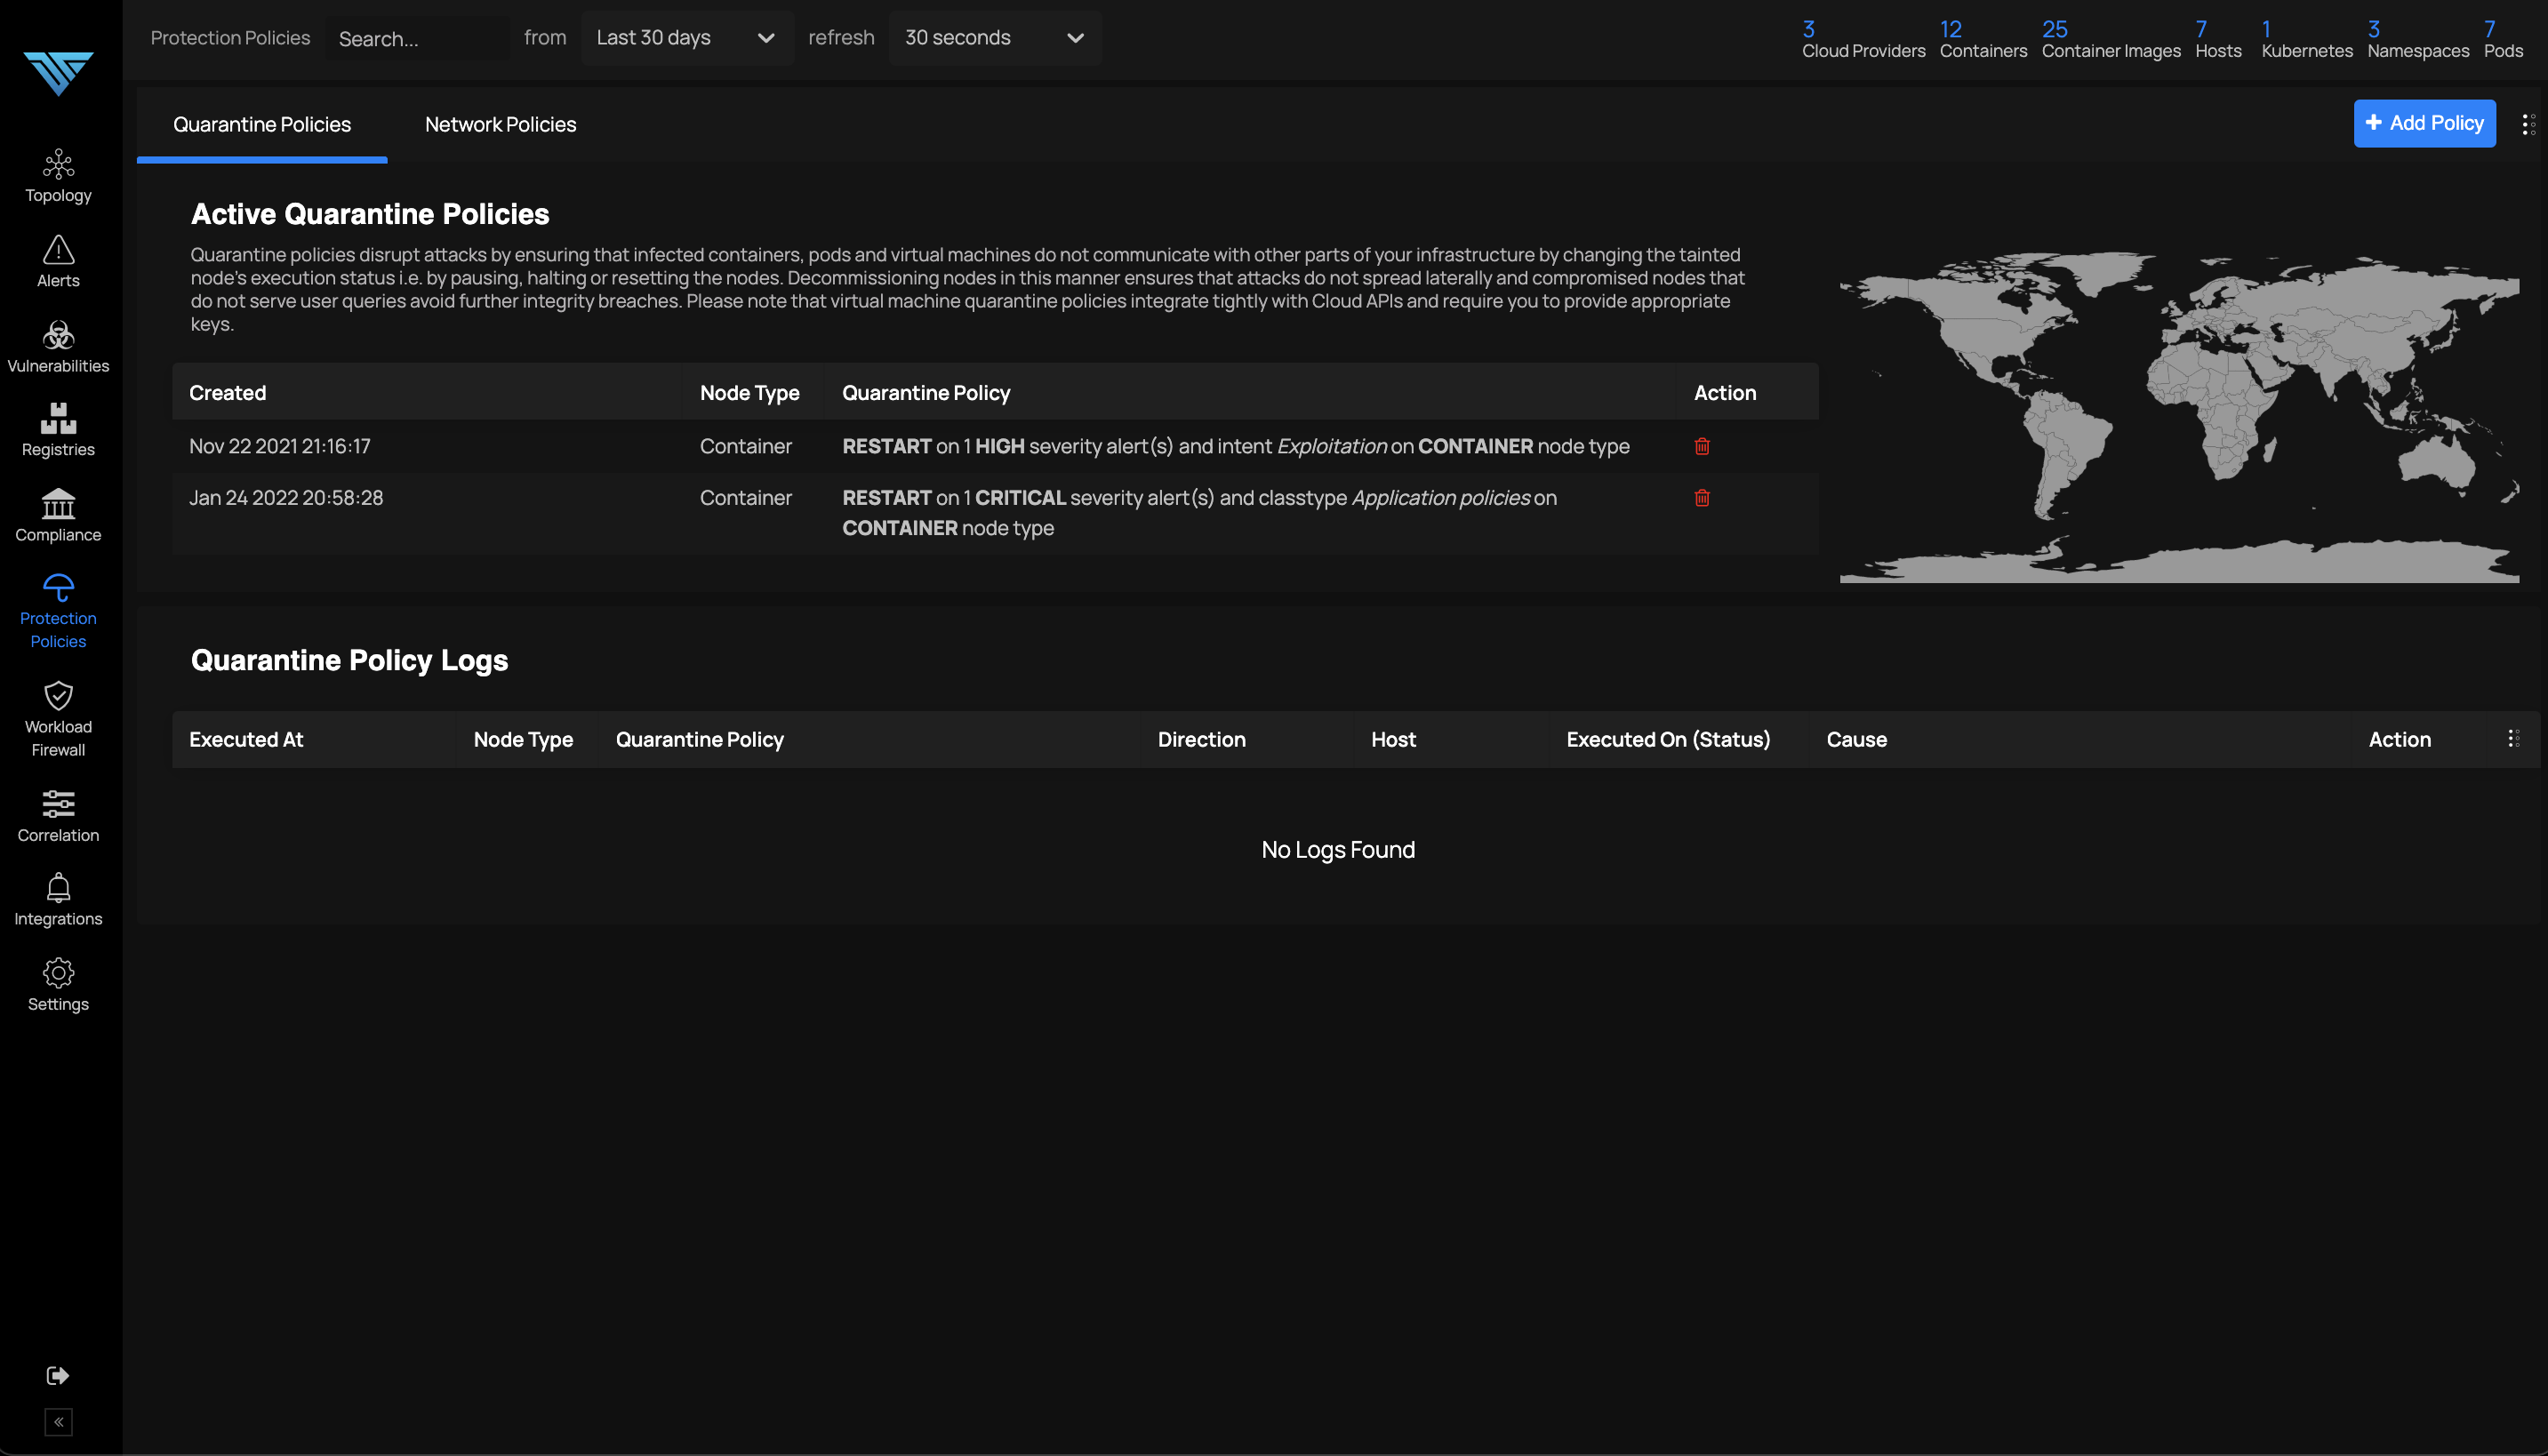 Protection Policies Search... from Last 30 days refresh 30 seconds
3 12 25 7 1 3 7
Cloud Providers Containers Container Images Hosts Kubernetes Namespaces Pods
Topology
Alerts
Vulnerabilities
Registries
Compliance
Protection
Policies
Workload
Firewall
Correlation
Integrations
Settings
Quarantine Policies Network Policies + Add Policy
Active Quarantine Policies
Quarantine policies disrupt attacks by ensuring that infected containers, pods and virtual machines do not communicate with other parts of your infrastructure by changing the tainted
node's execution status i.e. by pausing, halting or resetting the nodes. Decommissioning nodes in this manner ensures that attacks do not spread laterally and compromised nodes that
do not serve user queries avoid further integrity breaches. Please note that virtual machine quarantine policies integrate tightly with Cloud APIs and require you to provide appropriate
keys.
Created Node Type Quarantine Policy Action
Nov 22 2021 21:16:17 Container RESTART on 1 HIGH severity alert(s) and intent Exploitation on CONTAINER node type
Jan 24 2022 20:58:28 Container RESTART on 1 CRITICAL severity alert(s) and classtype Application policies on
CONTAINER node type
Quarantine Policy Logs
Executed At Node Type Quarantine Policy Direction Host Executed On (Status) Cause Action
No Logs Found